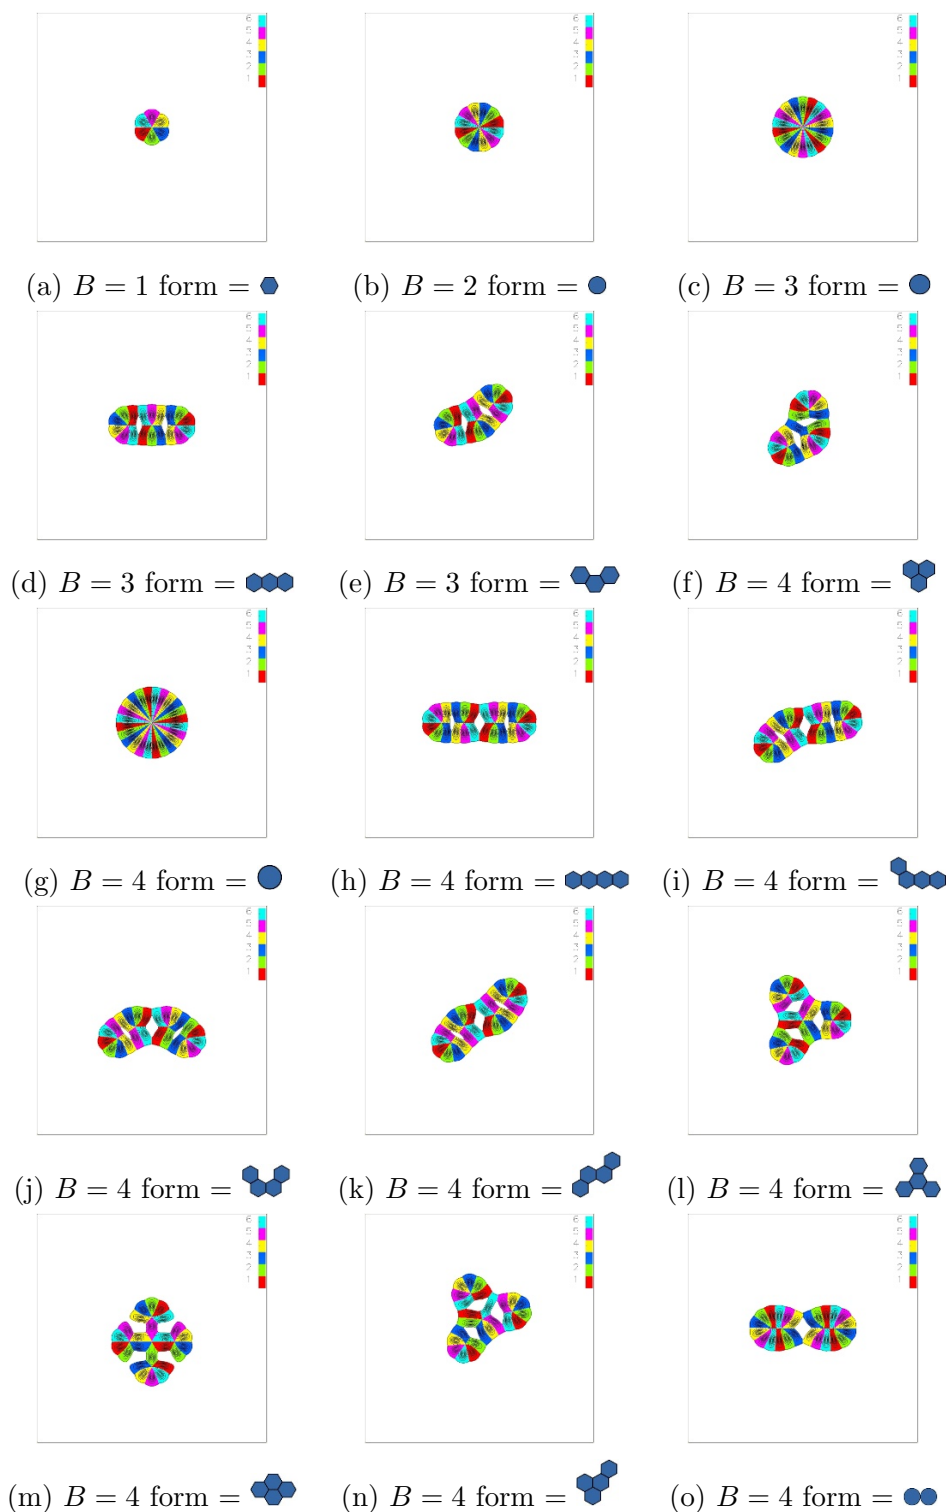 (a) B = 1 form =
(b) B = 2 form =
(c) B = 3 form =
(d) B = 3 form =
(e) B = 3 form =
(f) B = 4 form =
(g) B = 4 form =
(h) B = 4 form =
(i) B = 4 form =
(j) B = 4 form =
(k) B = 4 form =
(l) B = 4 form =
(m) B = 4 form =
(n) B = 4 form =
(o) B = 4 form =